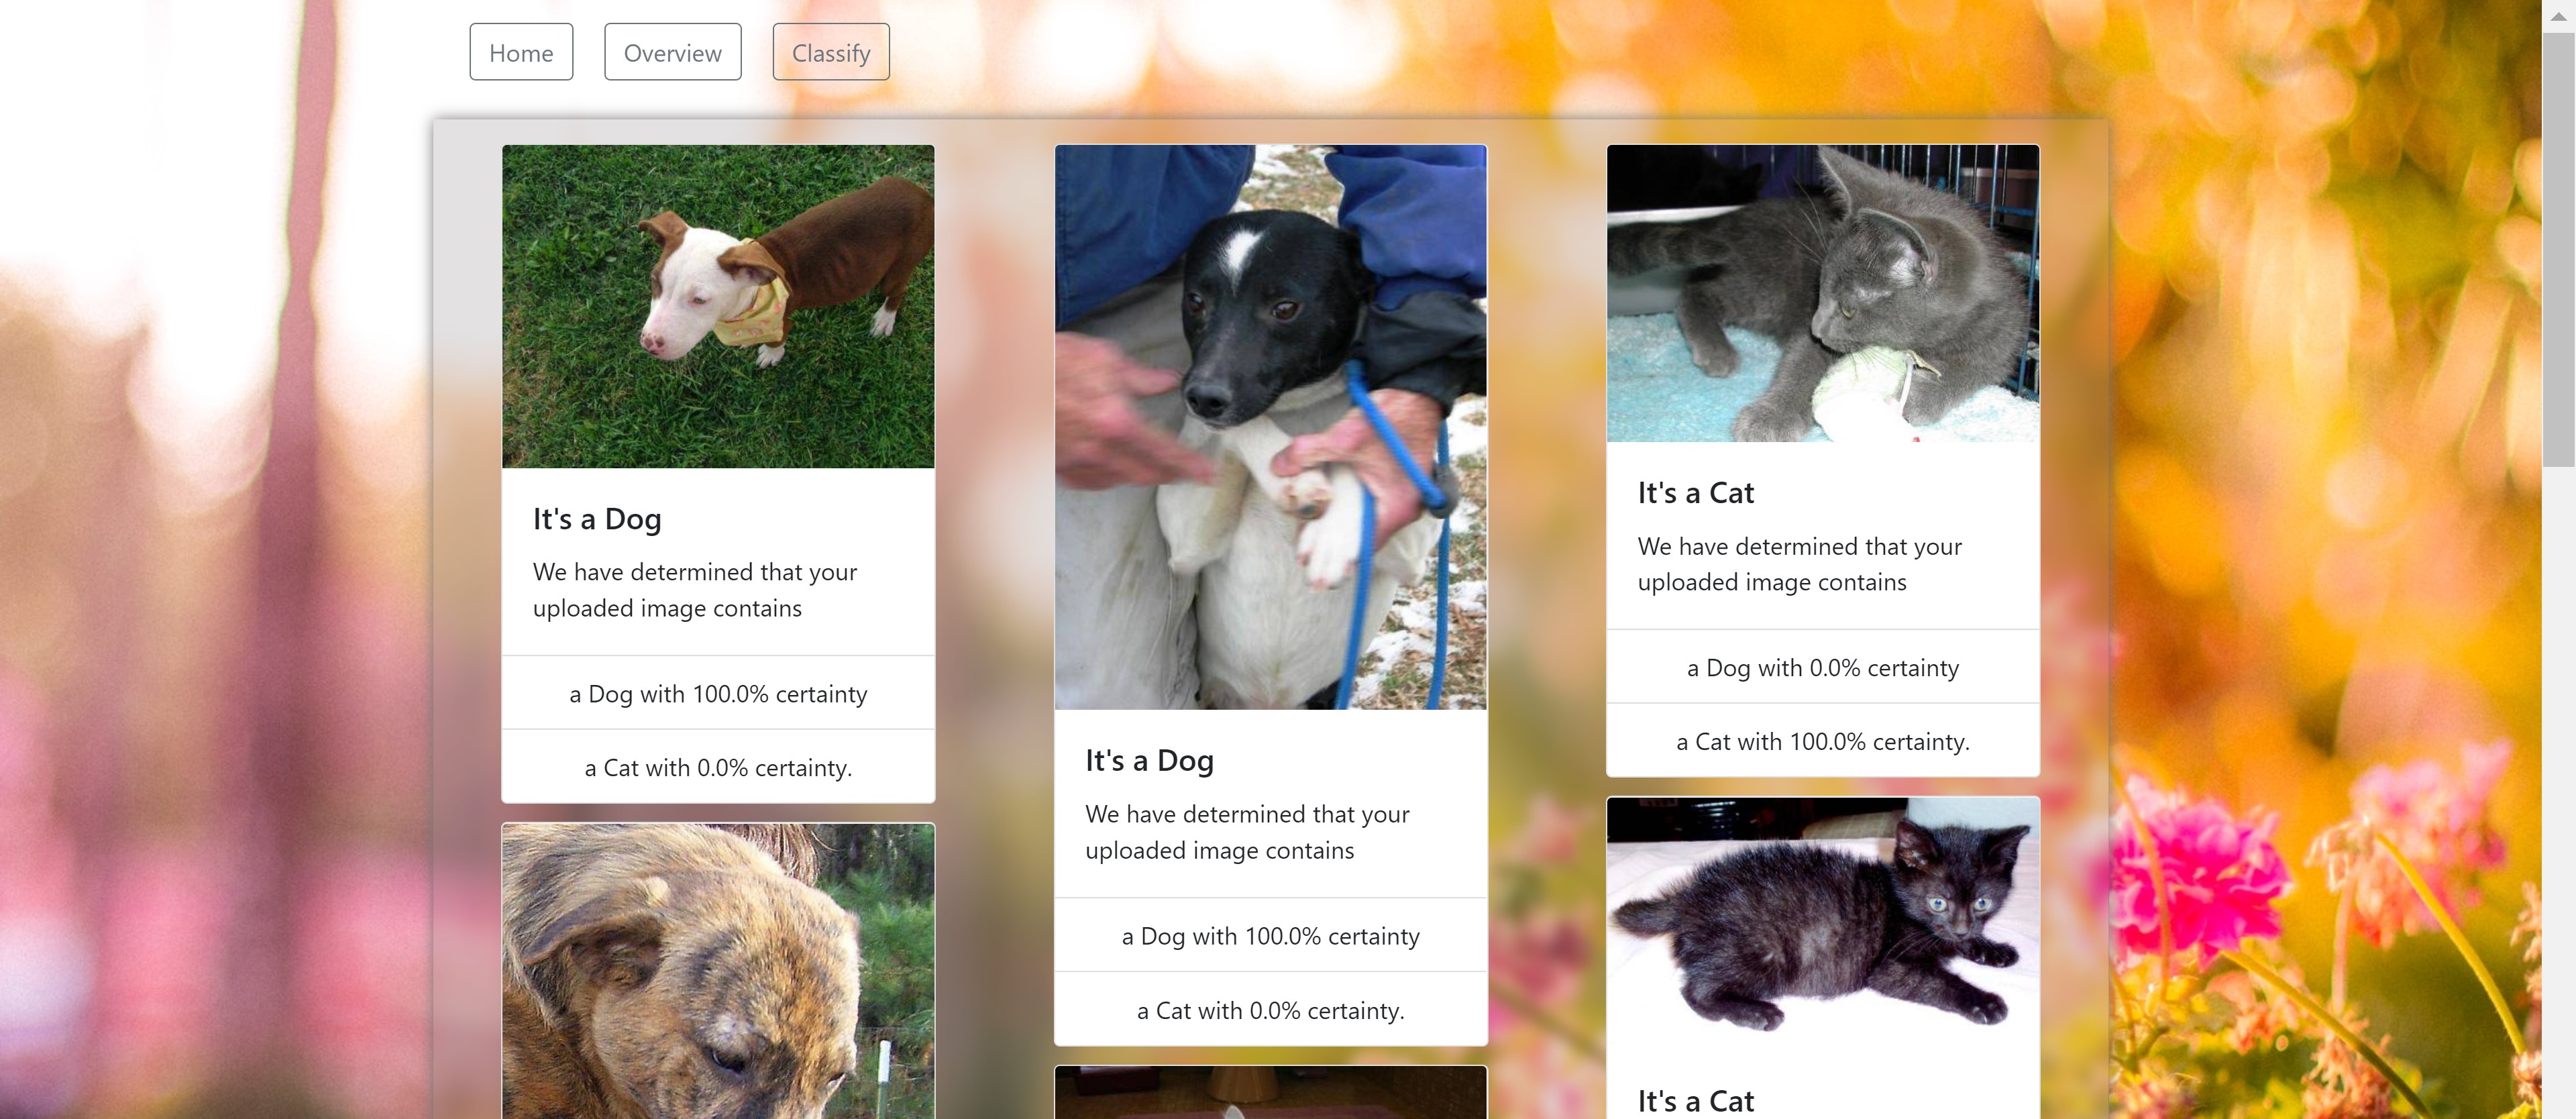 Home
Overview
Classify
It's a Dog
We have determined that your
uploaded image contains
a Dog with 100.0% certainty
a Cat with 0.0% certainty.
It's a Dog
We have determined that your
uploaded image contains
a Dog with 100.0% certainty
a Cat with 0.0% certainty.
It's a Cat
We have determined that your
uploaded image contains
a Dog with 0.0% certainty
a Cat with 100.0% certainty.
It's a Cat